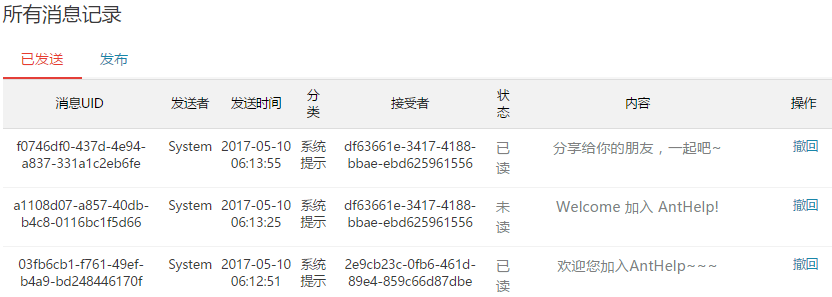 所有消息记录
已发送 发布
消息UID 发送者 发送时间 分类 接受者 状态 内容 操作
f0746df0-437d-4e94-a837-331a1c2eb6fe System 2017-05-10 06:13:55 系统提示 df63661e-3417-4188-bbae-ebd625961556 已读 分享给你的朋友，一起吧~ 撤回
a1108d07-a857-40db-b4c8-0116bc1f5d66 System 2017-05-10 06:13:25 系统提示 df63661e-3417-4188-bbae-ebd625961556 未读 Welcome 加入 AntHelp! 撤回
03fb6cb1-f761-49ef-b4a9-bd248446170f System 2017-05-10 06:12:51 系统提示 2e9cb23c-0fb6-461d-89e4-859c66d87dbe 已读 欢迎您加入AntHelp~~~ 撤回